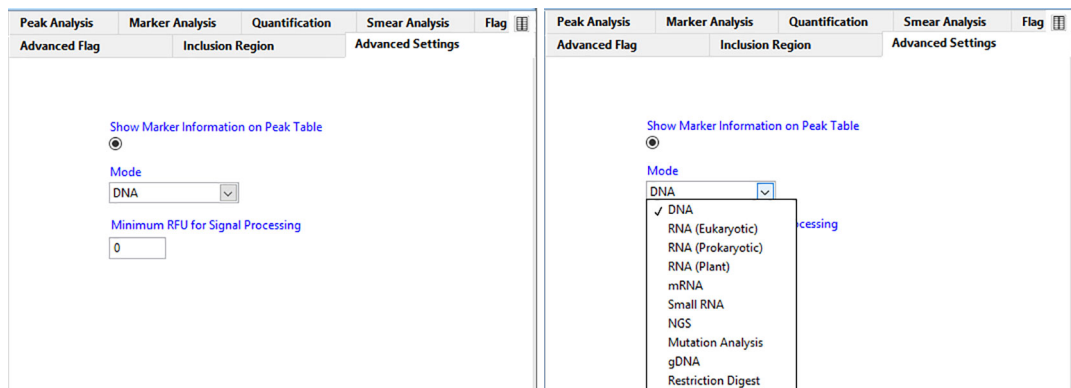 Peak Analysis Marker Analysis Quantification Smear Analysis Flag
Advanced Flag Inclusion Region Advanced Settings
Show Marker Information on Peak Table
Mode
DNA
Minimum RFU for Signal Processing
0
Peak Analysis Marker Analysis Quantification Smear Analysis Flag
Advanced Flag Inclusion Region Advanced Settings
Show Marker Information on Peak Table
Mode
DNA
✓ DNA
RNA (Eukaryotic)
ocessing
RNA (Prokaryotic)
RNA (Plant)
mRNA
Small RNA
NGS
Mutation Analysis
gDNA
Restriction Digest